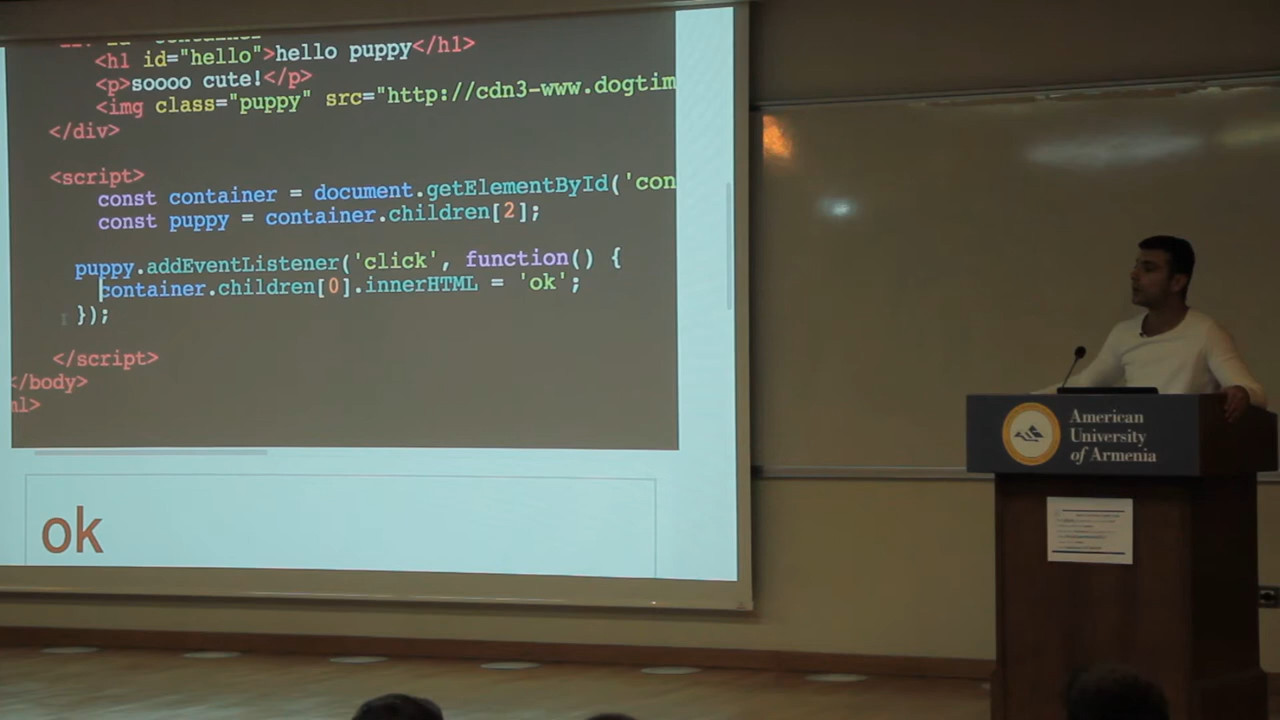 <h1 id="hello">hello puppy</h1>
<p>soooo cute!</p>
<img class="puppy" src="http://cdn3-www.dogtim
</div>
<script>
const container = document.getElementById('con
const puppy = container.children[2];
puppy.addEventListener('click', function() {
container.children[0].innerHTML = 'ok';
});
</script>
</body>
ml>
ok
American
University
of Armenia